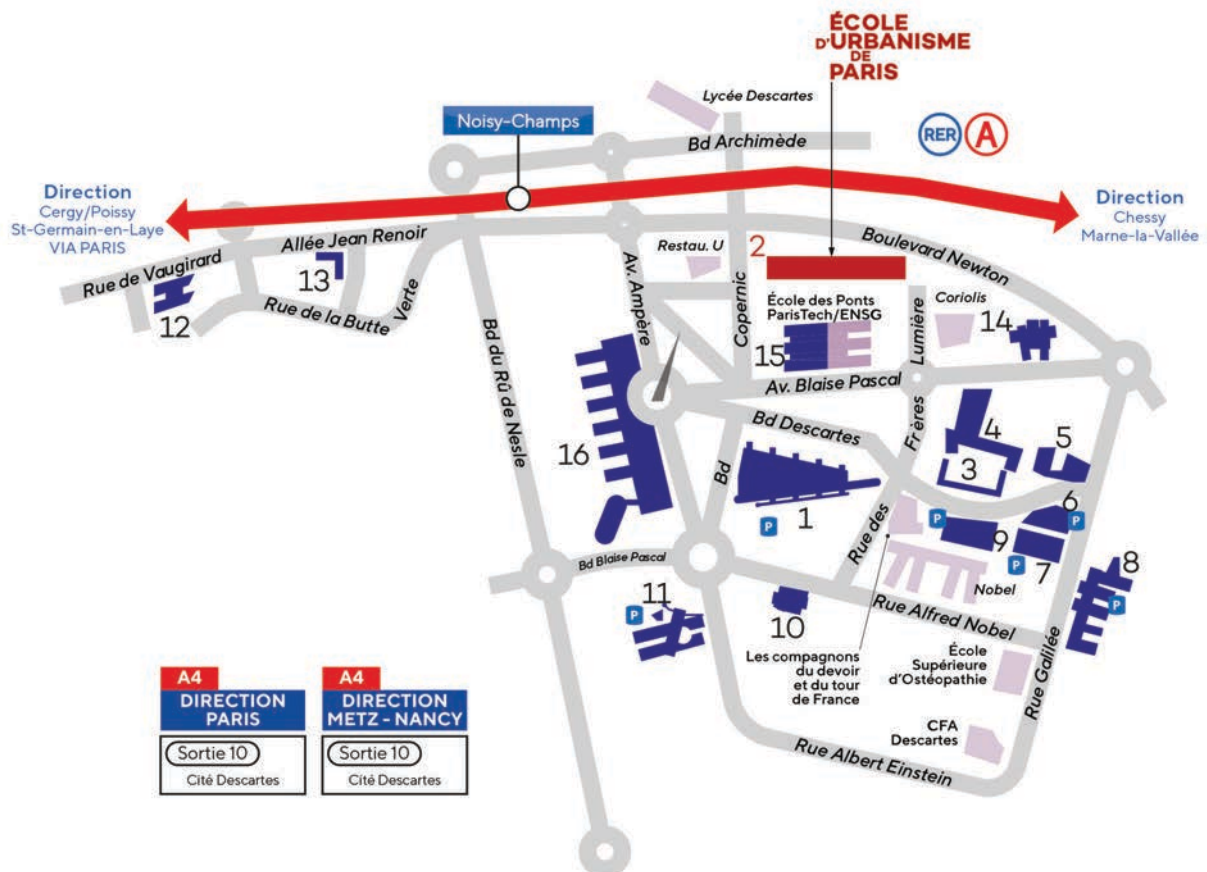 ÉCOLE
D'URBANISME
DE
PARIS
Lycée Descartes
Noisy-Champs
Bd Archimède
RER A
Direction
Cergy/Poissy
St-Germain-en-Laye
VIA PARIS
Direction
Chessy
Marne-la-Vallée
Rue de Vaugirard
Allée Jean Renoir
13
12
Rue de la Butte Verte
Bd du Rû de Nesle
Av. Ampère
Restau. U
Copernic
2
Boulevard Newton
École des Ponts
ParisTech/ENSG
15
Lumière
Coriolis
14
Av. Blaise Pascal
Bd Descartes
Frères
4
5
3
16
Bd
1
P
Rue des
P
9
6
P
7
P
8
P
Nobel
Bd Blaise Pascal
P
11
10
Rue Alfred Nobel
Rue Galilée
Les compagnons
du devoir
et du tour
de France
École
Supérieure
d'Ostéopathie
CFA
Descartes
Rue Albert Einstein
A4
DIRECTION
PARIS
Sortie 10
Cité Descartes
A4
DIRECTION
METZ - NANCY
Sortie 10
Cité Descartes